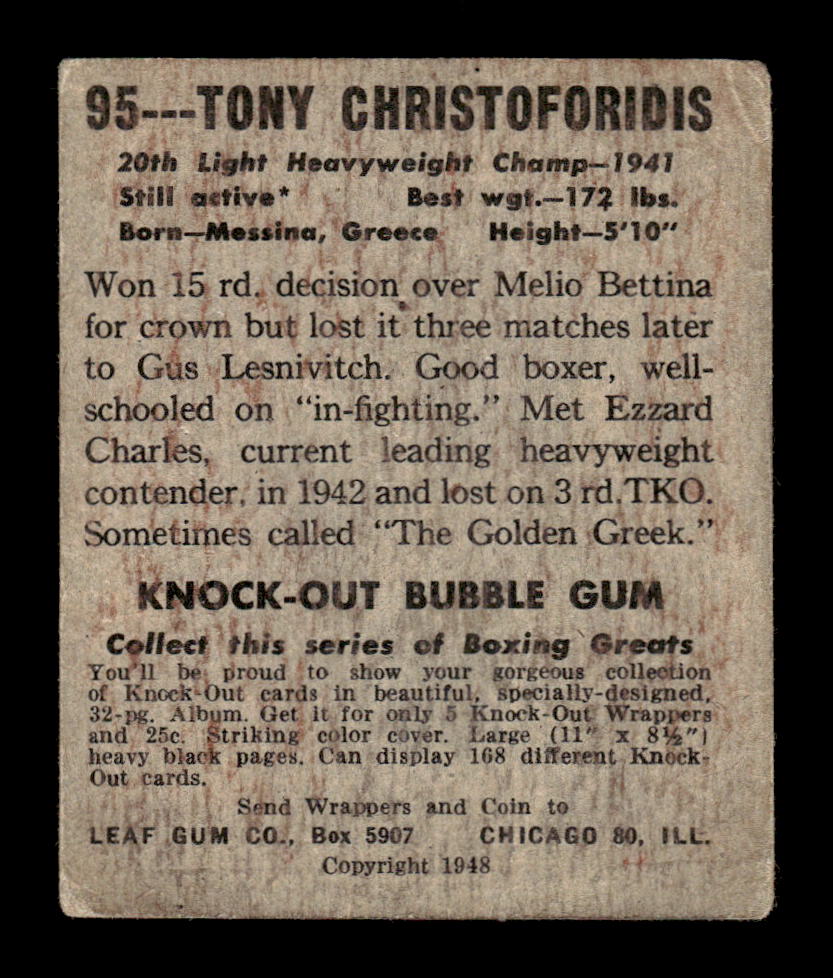 95---TONY CHRISTOFORIDIS
20th Light Heavyweight Champ—1941
Still active* Best wgt.—172 lbs.
Born—Messina, Greece Height—5'10"
Won 15 rd. decision over Melio Bettina
for crown but lost it three matches later
to Gus Lesnivitch. Good boxer, well-
schooled on "in-fighting." Met Ezzard
Charles, current leading heavyweight
contender, in 1942 and lost on 3 rd.TKO.
Sometimes called "The Golden Greek."
KNOCK-OUT BUBBLE GUM
Collect this series of Boxing Greats
You'll be proud to show your gorgeous collection
of Knock-Out cards in beautiful, specially-designed,
32-pg. Album. Get it for only 5 Knock-Out Wrappers
and 25c. Striking color cover. Large (11" x 8½")
heavy black pages. Can display 168 different Knock-
Out cards.
Send Wrappers and Coin to
LEAF GUM CO., Box 5907 CHICAGO 80, ILL.
Copyright 1948